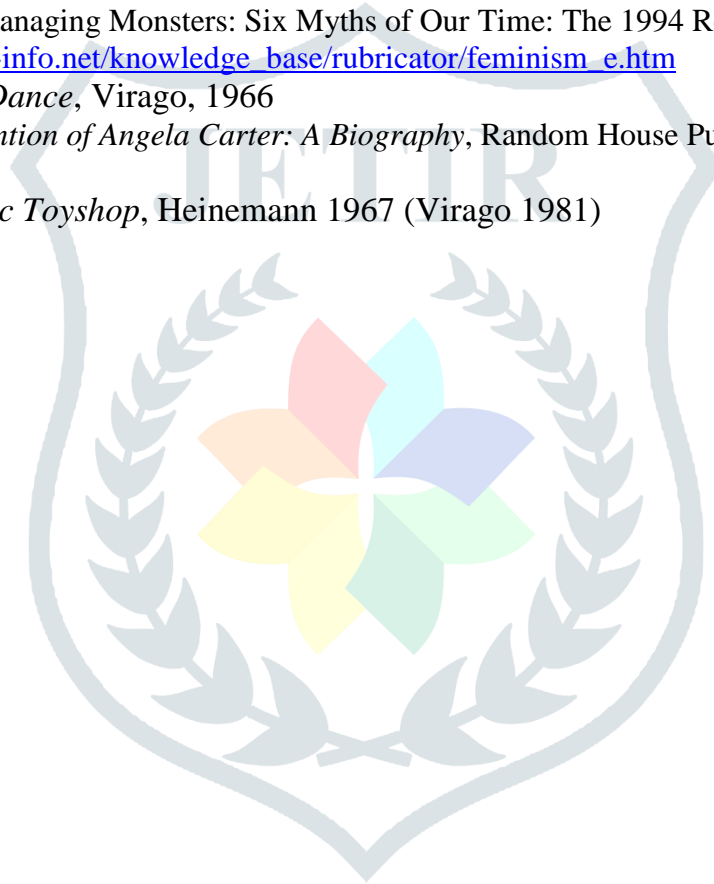 anaging Monsters: Six Myths of Our Time: The 1994 R
-info.net/knowledge_base/rubricator/feminism_e.htm
Dance, Virago, 1966
ntion of Angela Carter: A Biography, Random House Pu
c Toyshop, Heinemann 1967 (Virago 1981)
JETIR